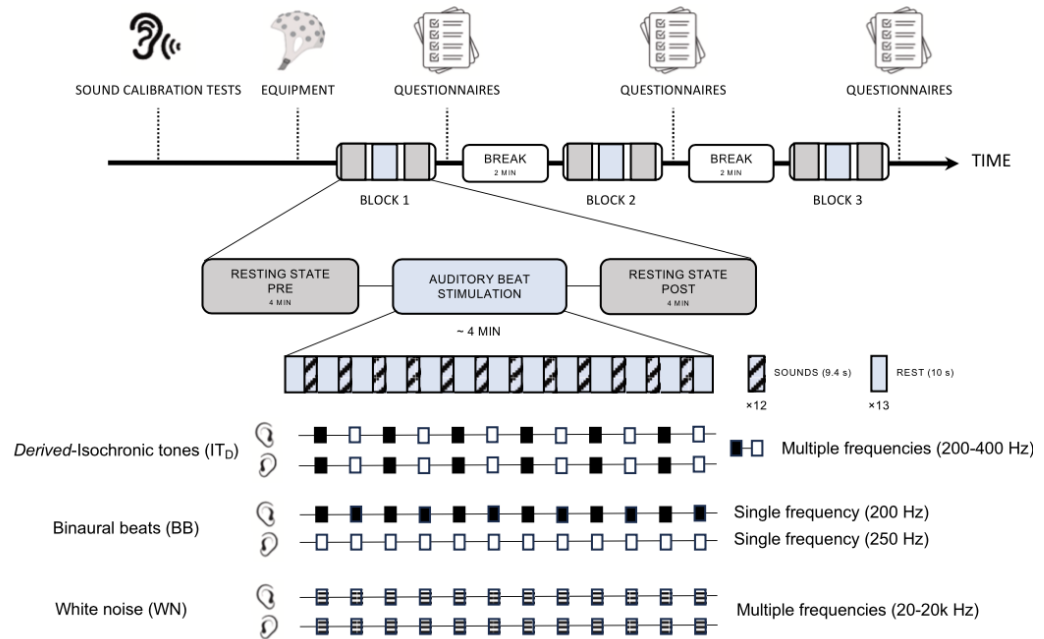 SOUND CALIBRATION TESTS
EQUIPMENT
QUESTIONNAIRES
QUESTIONNAIRES
QUESTIONNAIRES
BREAK
2 MIN
BREAK
2 MIN
TIME
BLOCK 1
BLOCK 2
BLOCK 3
RESTING STATE
PRE
4 MIN
AUDITORY BEAT
STIMULATION
RESTING STATE
POST
4 MIN
~ 4 MIN
SOUNDS (9.4 s)
REST (10 s)
×12
×13
Derived-Isochronic tones (ITD)
Multiple frequencies (200-400 Hz)
Binaural beats (BB)
Single frequency (200 Hz)
Single frequency (250 Hz)
White noise (WN)
Multiple frequencies (20-20k Hz)